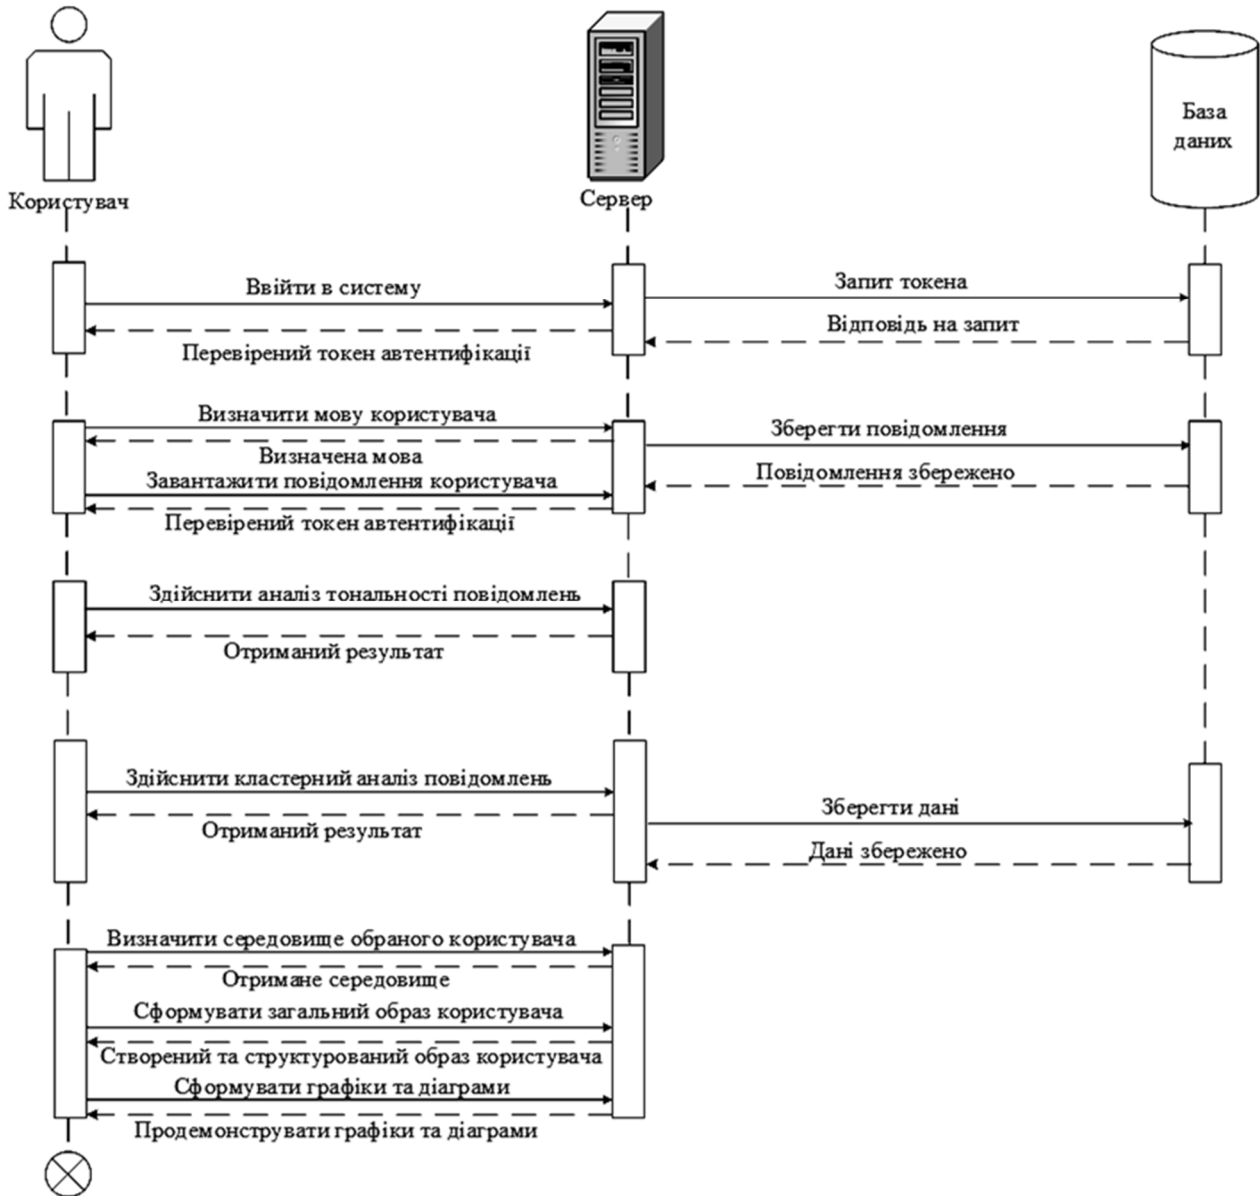 База
даних
Користувач
Сервер
Ввійти в систему
Запит токена
Відповідь на запит
Перевірений токен автентифікації
Визначити мову користувача
Зберегти повідомлення
Визначена мова
Повідомлення збережено
Завантажити повідомлення користувача
Перевірений токен автентифікації
Здійснити аналіз тональності повідомлень
Отриманий результат
Здійснити кластерний аналіз повідомлень
Зберегти дані
Отриманий результат
Дані збережено
Визначити середовище обраного користувача
Отримане середовище
Сформувати загальний образ користувача
Створений та структурований образ користувача
Сформувати графіки та діаграми
Продемонструвати графіки та діаграми